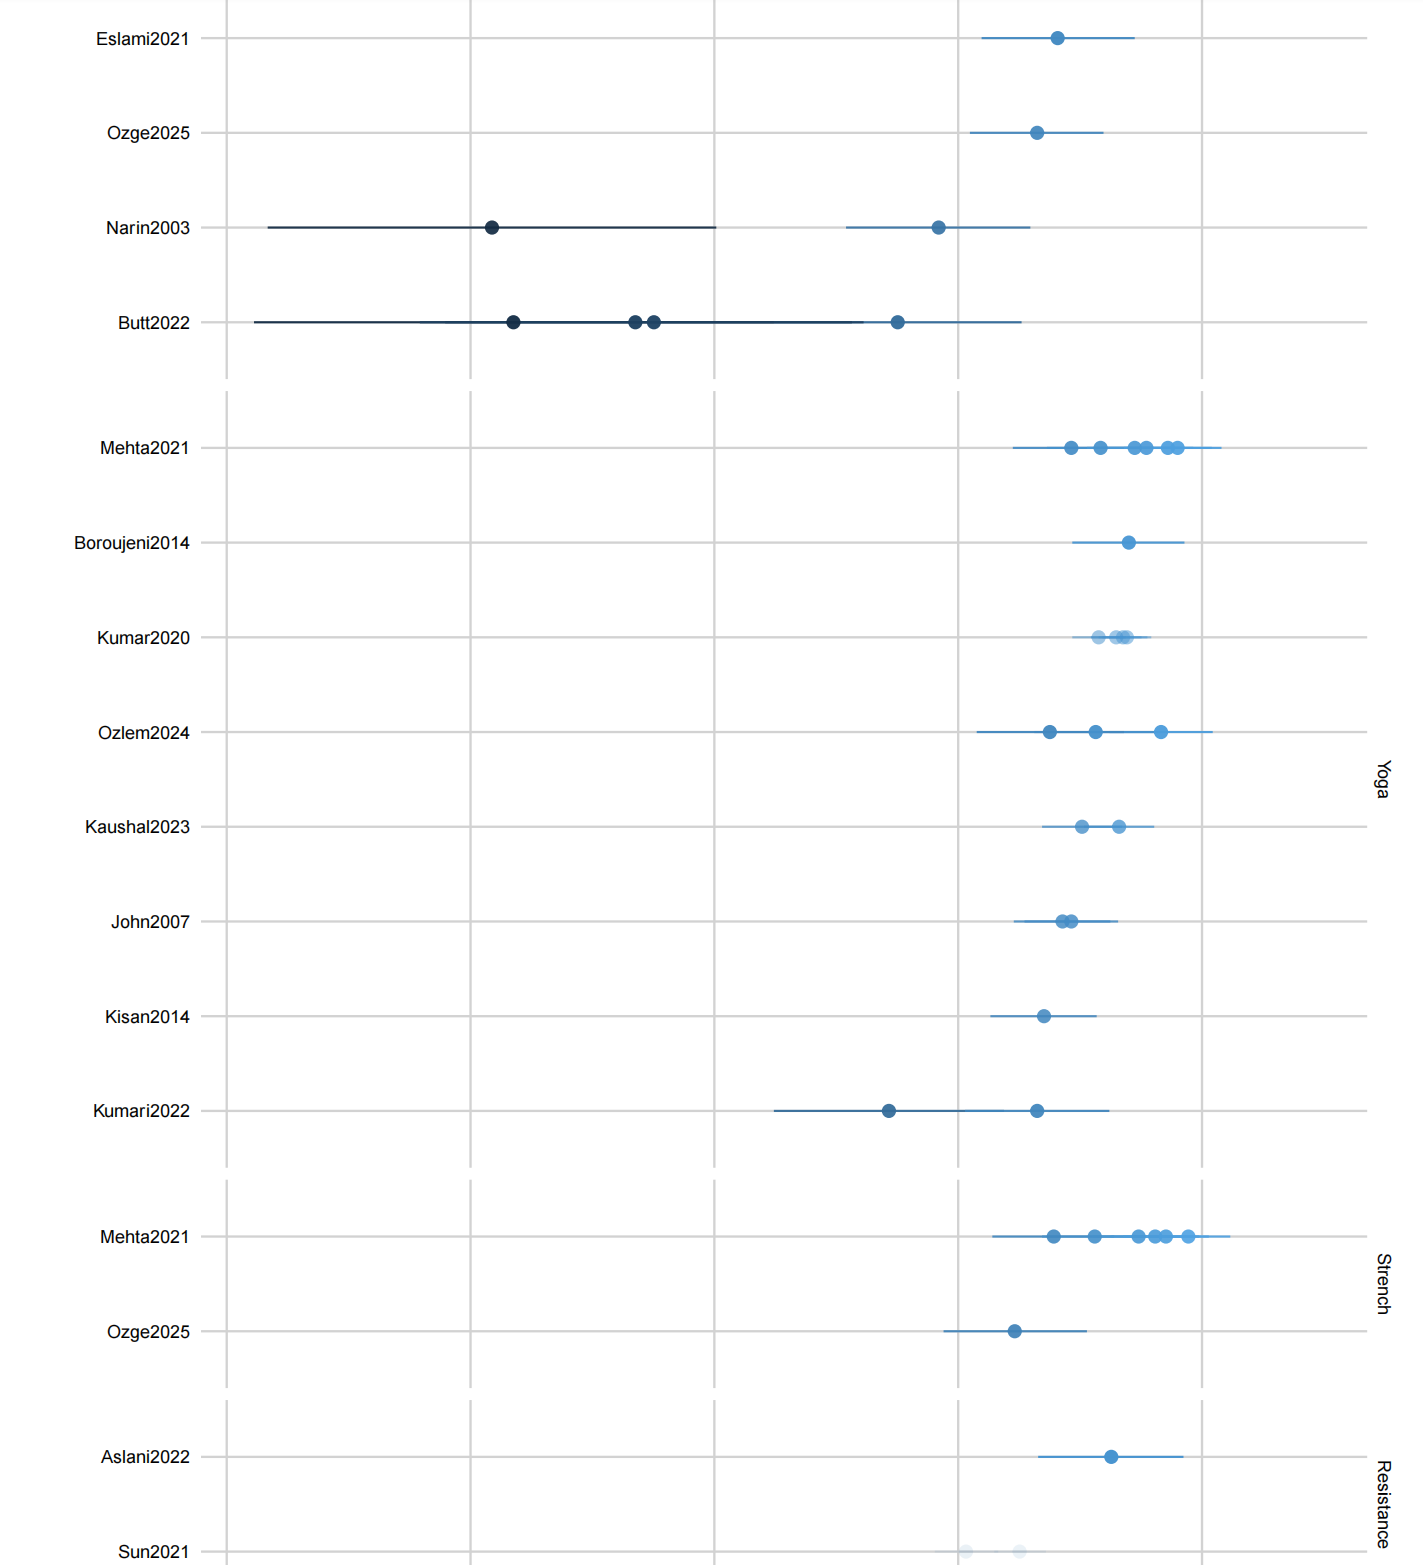 Eslami2021
Ozge2025
Narin2003
Butt2022
Mehta2021
Boroujeni2014
Kumar2020
Ozlem2024
Kaushal2023
John2007
Kisan2014
Kumari2022
Yoga
Mehta2021
Ozge2025
Strench
Aslani2022
Sun2021
Resistance